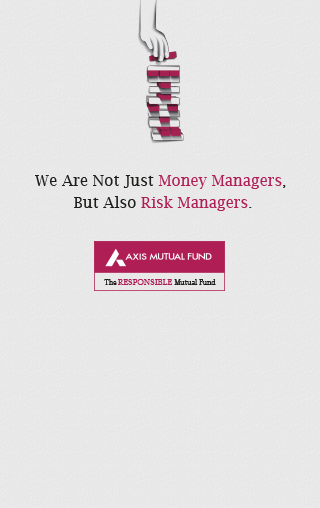 We Are Not Just Money Managers,
But Also Risk Managers.
AXIS MUTUAL FUND
The RESPONSIBLE Mutual Fund